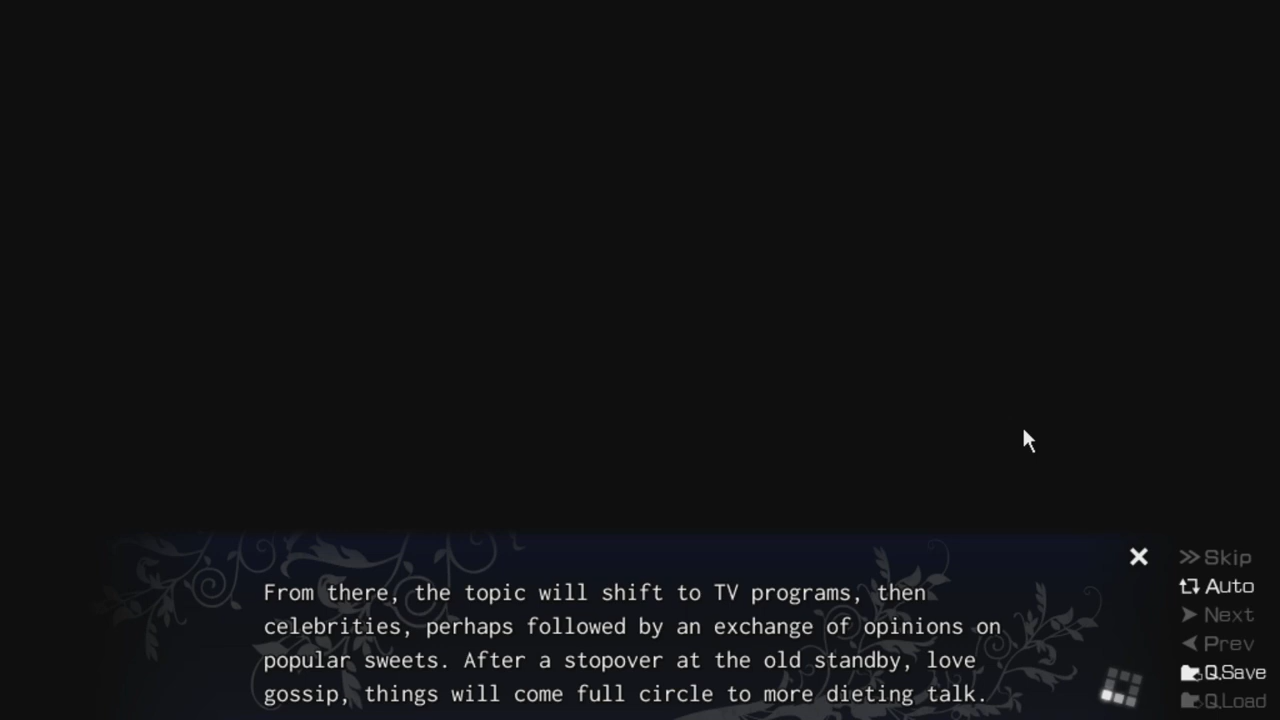 From there, the topic will shift to TV programs, then
celebrities, perhaps followed by an exchange of opinions on
popular sweets. After a stopover at the old standby, love
gossip, things will come full circle to more dieting talk.
Skip
Auto
Next
Prev
Q.Save
Q.Load